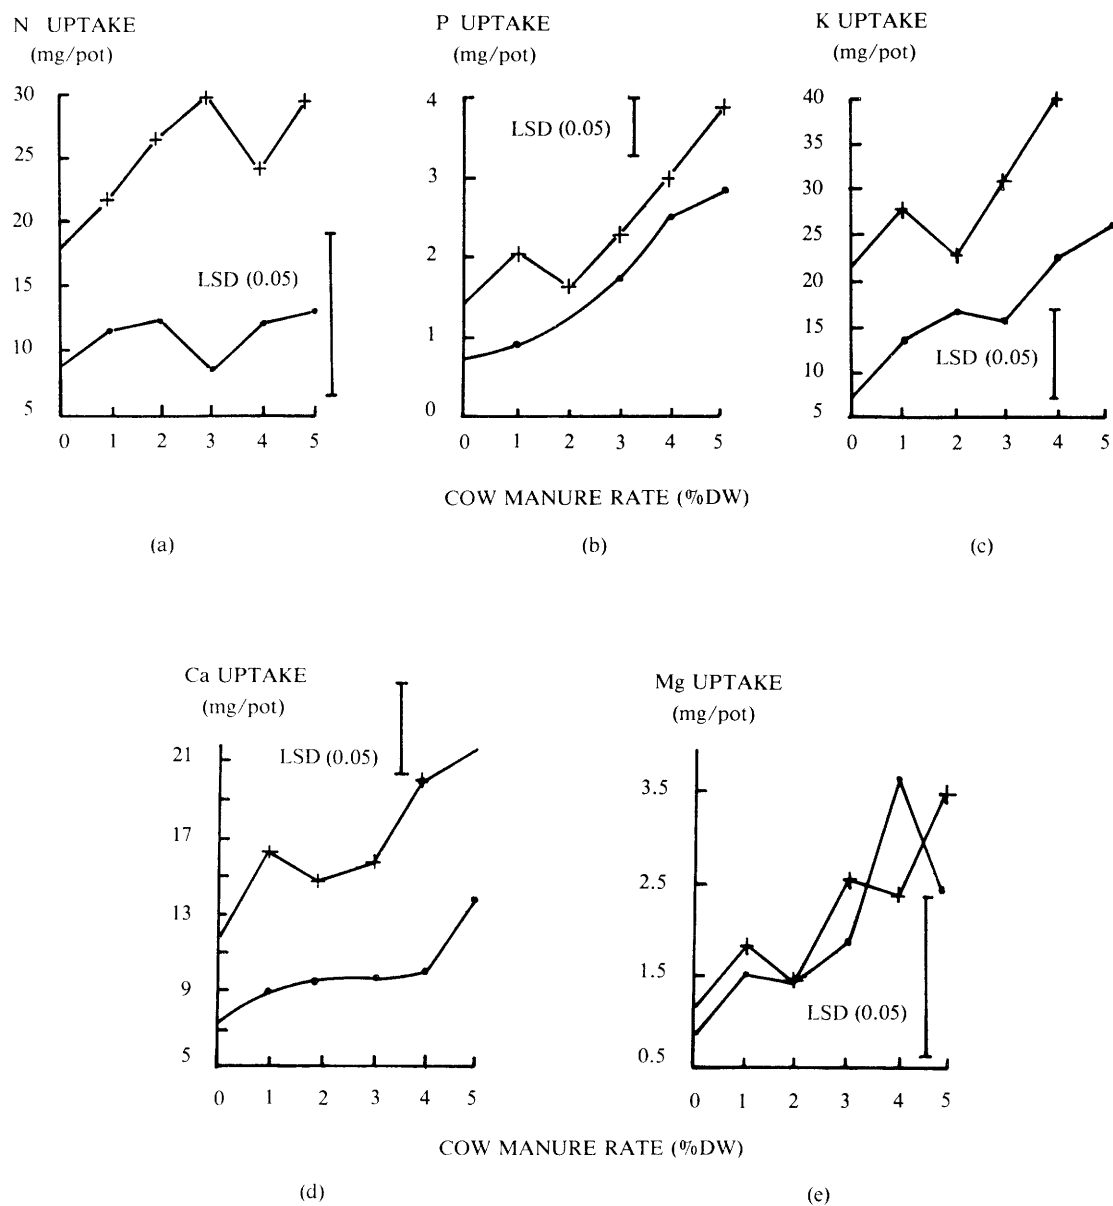 N UPTAKE
(mg/pot)
30
25
20
15
10
5
LSD (0.05)
0 1 2 3 4 5
(a)
P UPTAKE
(mg/pot)
4
3
2
1
0
LSD (0.05)
0 1 2 3 4 5
COW MANURE RATE (%DW)
(b)
K UPTAKE
(mg/pot)
40
35
30
25
20
15
10
5
LSD (0.05)
0 1 2 3 4 5
(c)
Ca UPTAKE
(mg/pot)
21
17
13
9
5
LSD (0.05)
0 1 2 3 4 5
(d)
Mg UPTAKE
(mg/pot)
3.5
2.5
1.5
0.5
LSD (0.05)
0 1 2 3 4 5
COW MANURE RATE (%DW)
(e)